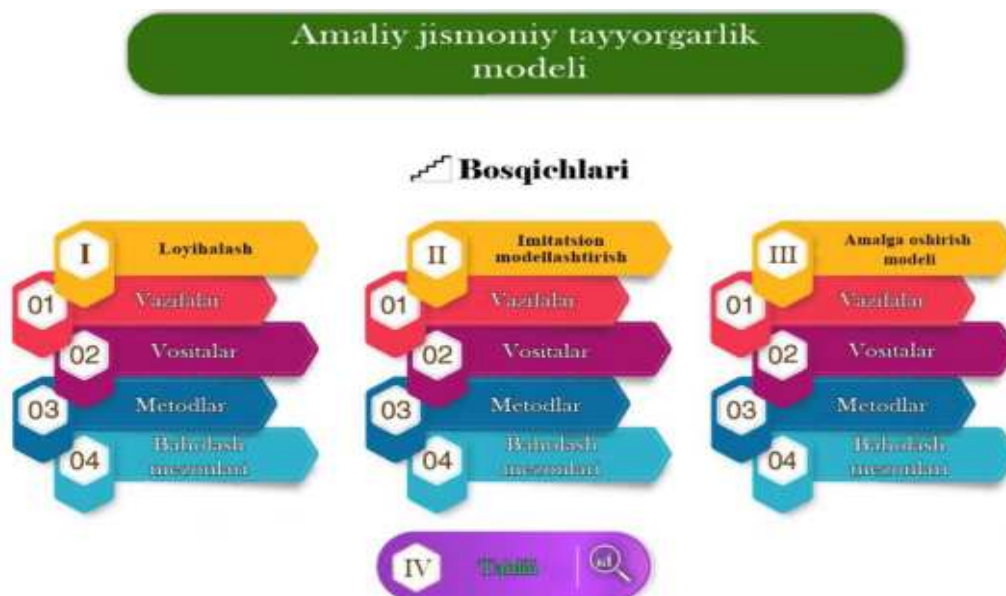 Amaliy jismoniy tayyorgarlik
modeli
Bosqichlari
I
Loyihalash
01
Vazifalar
02
Vositalar
03
Metodlar
04
Baholash
mezonlari
II
Imitatsion
modellashtirish
01
Vazifalar
02
Vositalar
03
Metodlar
04
Baholash
mezonlari
III
Amalga oshirish
modeli
01
Vazifalar
02
Vositalar
03
Metodlar
04
Baholash
mezonlari
IV